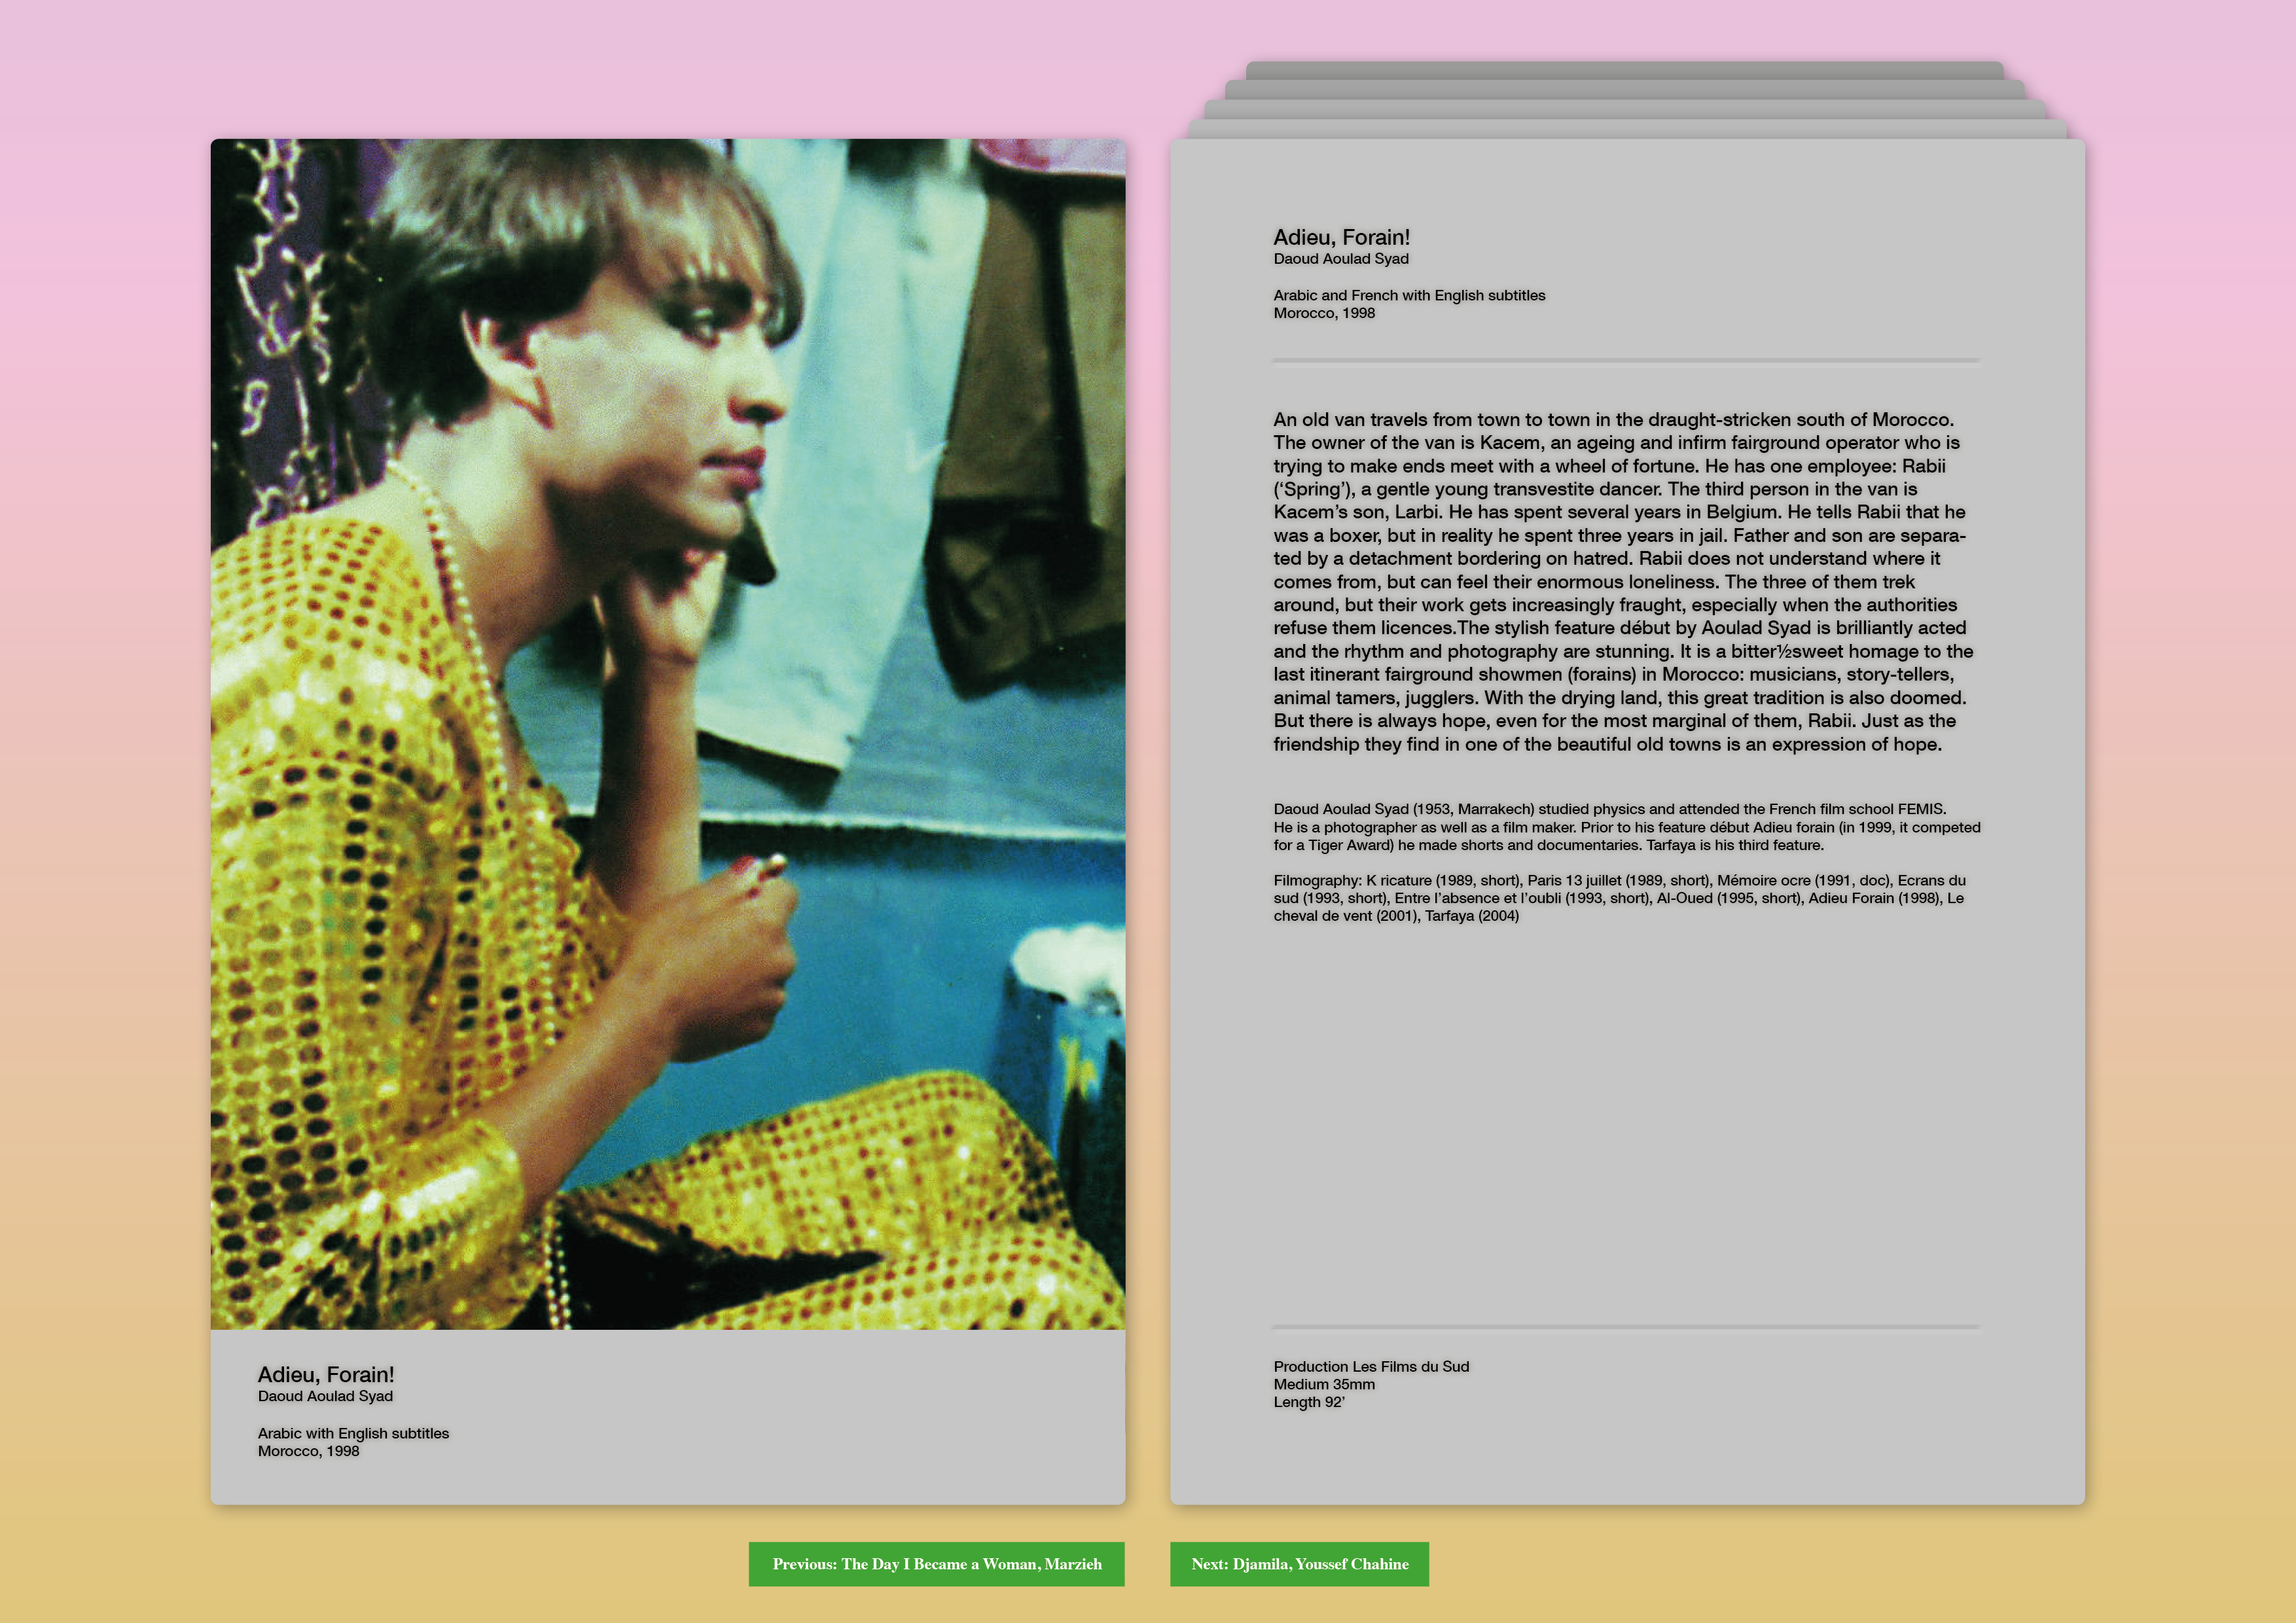 Adieu, Forain!
Daoud Aoulad Syad
Arabic with English subtitles
Morocco, 1998
Adieu, Forain!
Daoud Aoulad Syad
Arabic and French with English subtitles
Morocco, 1998
An old van travels from town to town in the draught-stricken south of Morocco.
The owner of the van is Kacem, an ageing and infirm fairground operator who is
trying to make ends meet with a wheel of fortune. He has one employee: Rabii
(‘Spring’), a gentle young transvestite dancer. The third person in the van is
Kacem’s son, Larbi. He has spent several years in Belgium. He tells Rabii that he
was a boxer, but in reality he spent three years in jail. Father and son are separa-
ted by a detachment bordering on hatred. Rabii does not understand where it
comes from, but can feel their enormous loneliness. The three of them trek
around, but their work gets increasingly fraught, especially when the authorities
refuse them licences.The stylish feature début by Aoulad Syad is brilliantly acted
and the rhythm and photography are stunning. It is a bitter½sweet homage to the
last itinerant fairground showmen (forains) in Morocco: musicians, story-tellers,
animal tamers, jugglers. With the drying land, this great tradition is also doomed.
But there is always hope, even for the most marginal of them, Rabii. Just as the
friendship they find in one of the beautiful old towns is an expression of hope.
Daoud Aoulad Syad (1953, Marrakech) studied physics and attended the French film school FEMIS.
He is a photographer as well as a film maker. Prior to his feature début Adieu forain (in 1999, it competed
for a Tiger Award) he made shorts and documentaries. Tarfaya is his third feature.
Filmography: K ricature (1989, short), Paris 13 juillet (1989, short), Mémoire ocre (1991, doc), Ecrans du
sud (1993, short), Entre l’absence et l’oubli (1993, short), Al-Oued (1995, short), Adieu Forain (1998), Le
cheval de vent (2001), Tarfaya (2004)
Production Les Films du Sud
Medium 35mm
Length 92’
Previous: The Day I Became a Woman, Marzieh
Next: Djamila, Youssef Chahine